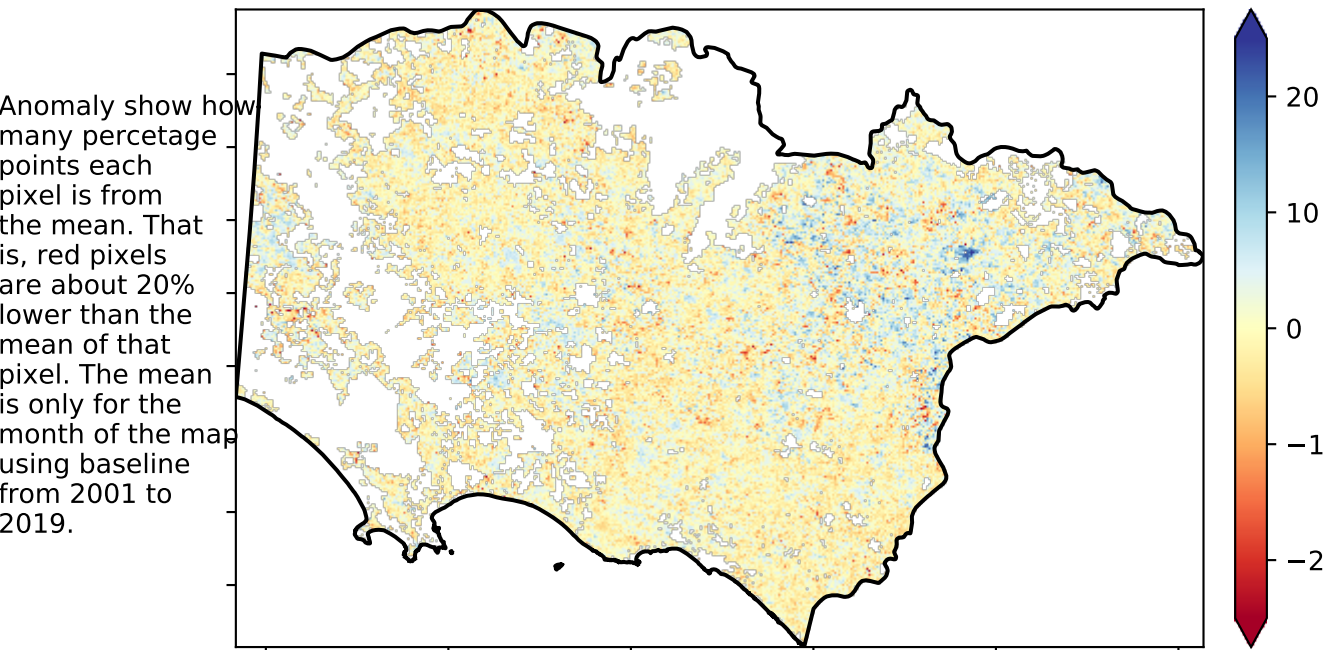 Anomaly show how
many percetage
points each
pixel is from
the mean. That
is, red pixels
are about 20%
lower than the
mean of that
pixel. The mean
is only for the
month of the map
using baseline
from 2001 to
2019.
20
10
0
−1
−2